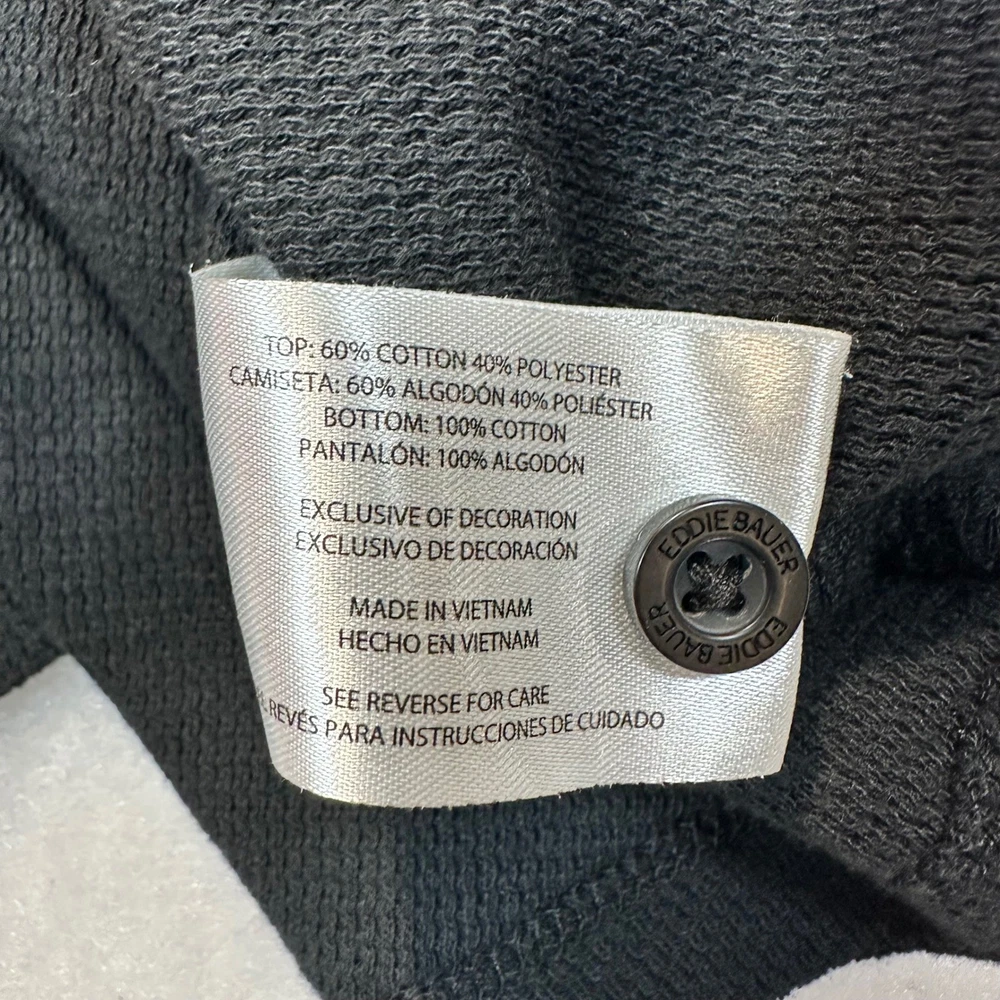 TOP: 60% COTTON 40% POLYESTER
CAMISETA: 60% ALGODÓN 40% POLIÉSTER
BOTTOM: 100% COTTON
PANTALÓN: 100% ALGODÓN
EXCLUSIVE OF DECORATION
EXCLUSIVO DE DECORACIÓN
MADE IN VIETNAM
HECHO EN VIETNAM
SEE REVERSE FOR CARE
REVÉS PARA INSTRUCCIONES DE CUIDADO
EDDIE BAUER
EDDIE BAUER